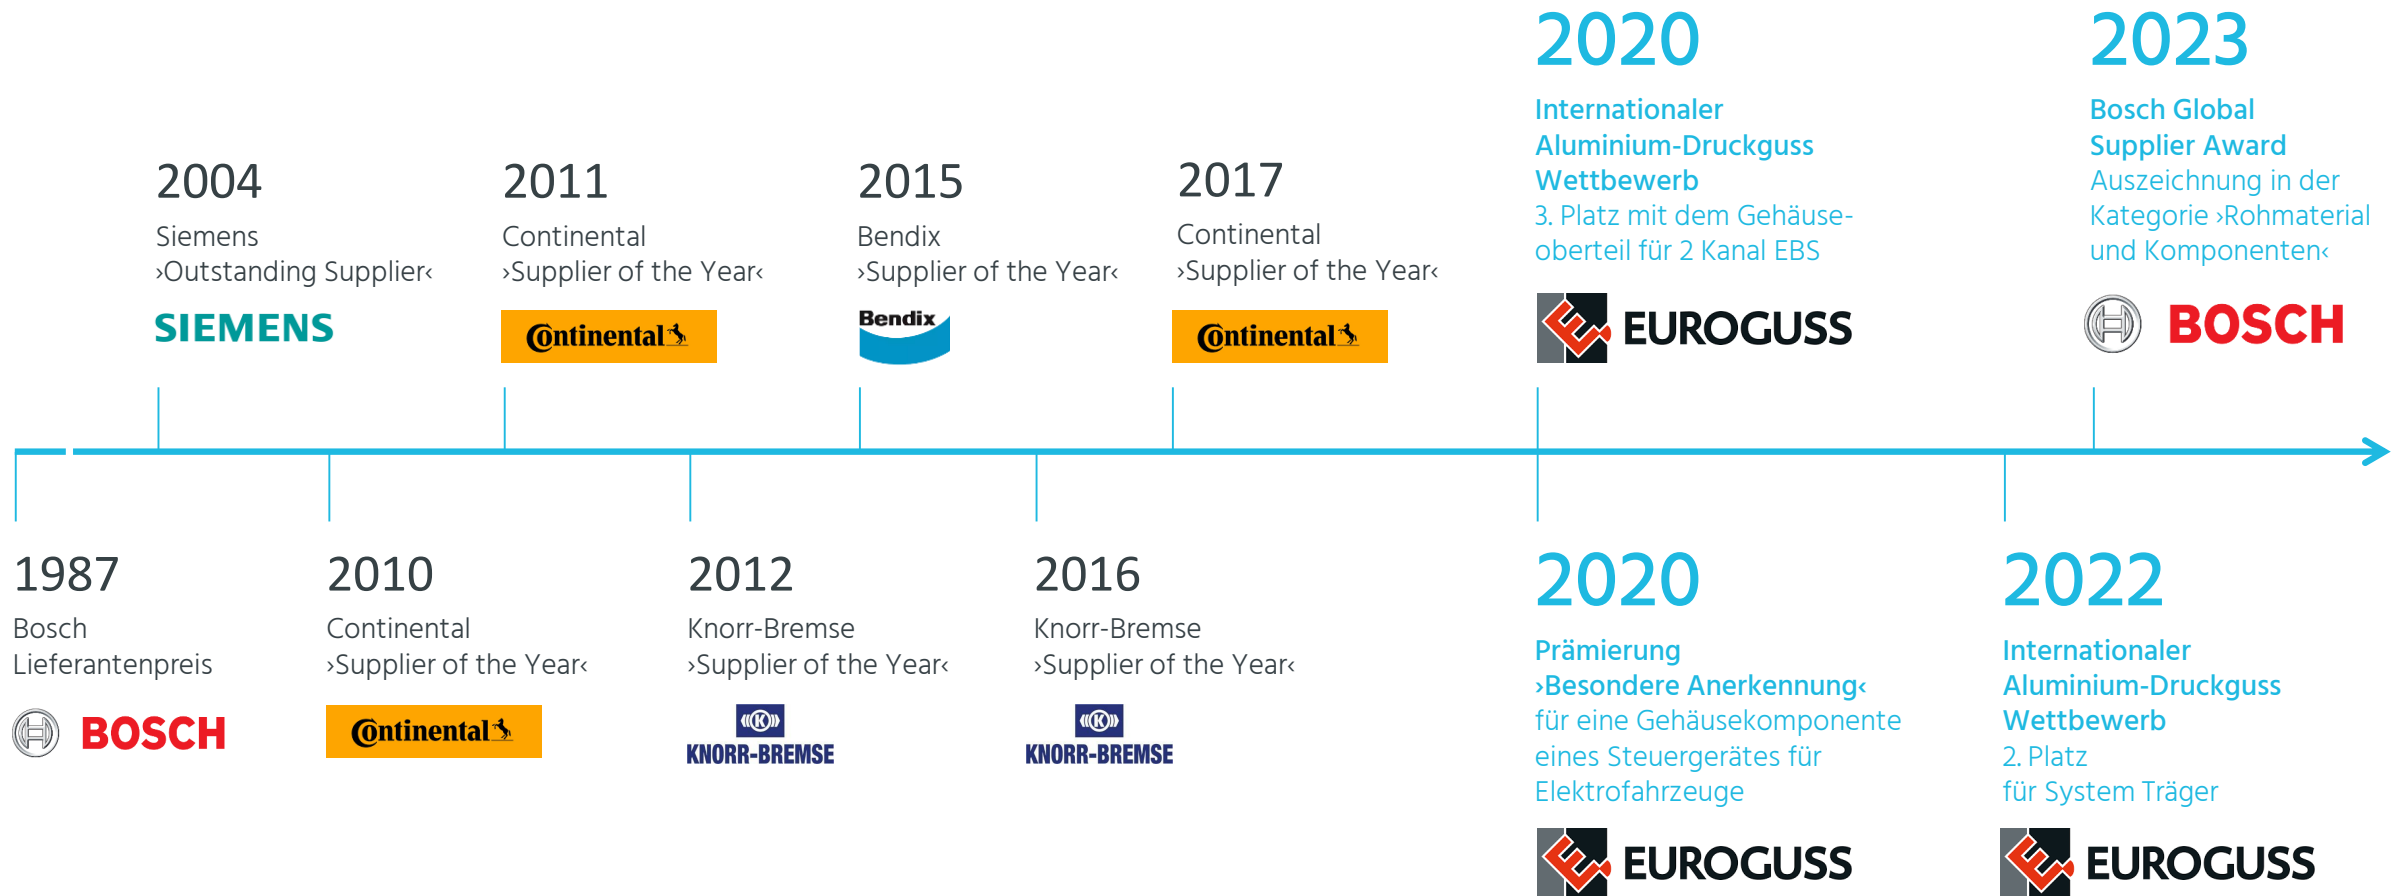 2004
Siemens
›Outstanding Supplier‹
SIEMENS
2011
Continental
›Supplier of the Year‹
Continental
2015
Bendix
›Supplier of the Year‹
Bendix
2017
Continental
›Supplier of the Year‹
Continental
2020
Internationaler
Aluminium-Druckguss
Wettbewerb
3. Platz mit dem Gehäuse-
oberteil für 2 Kanal EBS
EUROGUSS
2023
Bosch Global
Supplier Award
Auszeichnung in der
Kategorie ›Rohmaterial
und Komponenten‹
BOSCH
1987
Bosch
Lieferantenpreis
BOSCH
2010
Continental
›Supplier of the Year‹
Continental
2012
Knorr-Bremse
›Supplier of the Year‹
K
KNORR-BREMSE
2016
Knorr-Bremse
›Supplier of the Year‹
K
KNORR-BREMSE
2020
Prämierung
›Besondere Anerkennung‹
für eine Gehäusekomponente
eines Steuergerätes für
Elektrofahrzeuge
EUROGUSS
2022
Internationaler
Aluminium-Druckguss
Wettbewerb
2. Platz
für System Träger
EUROGUSS